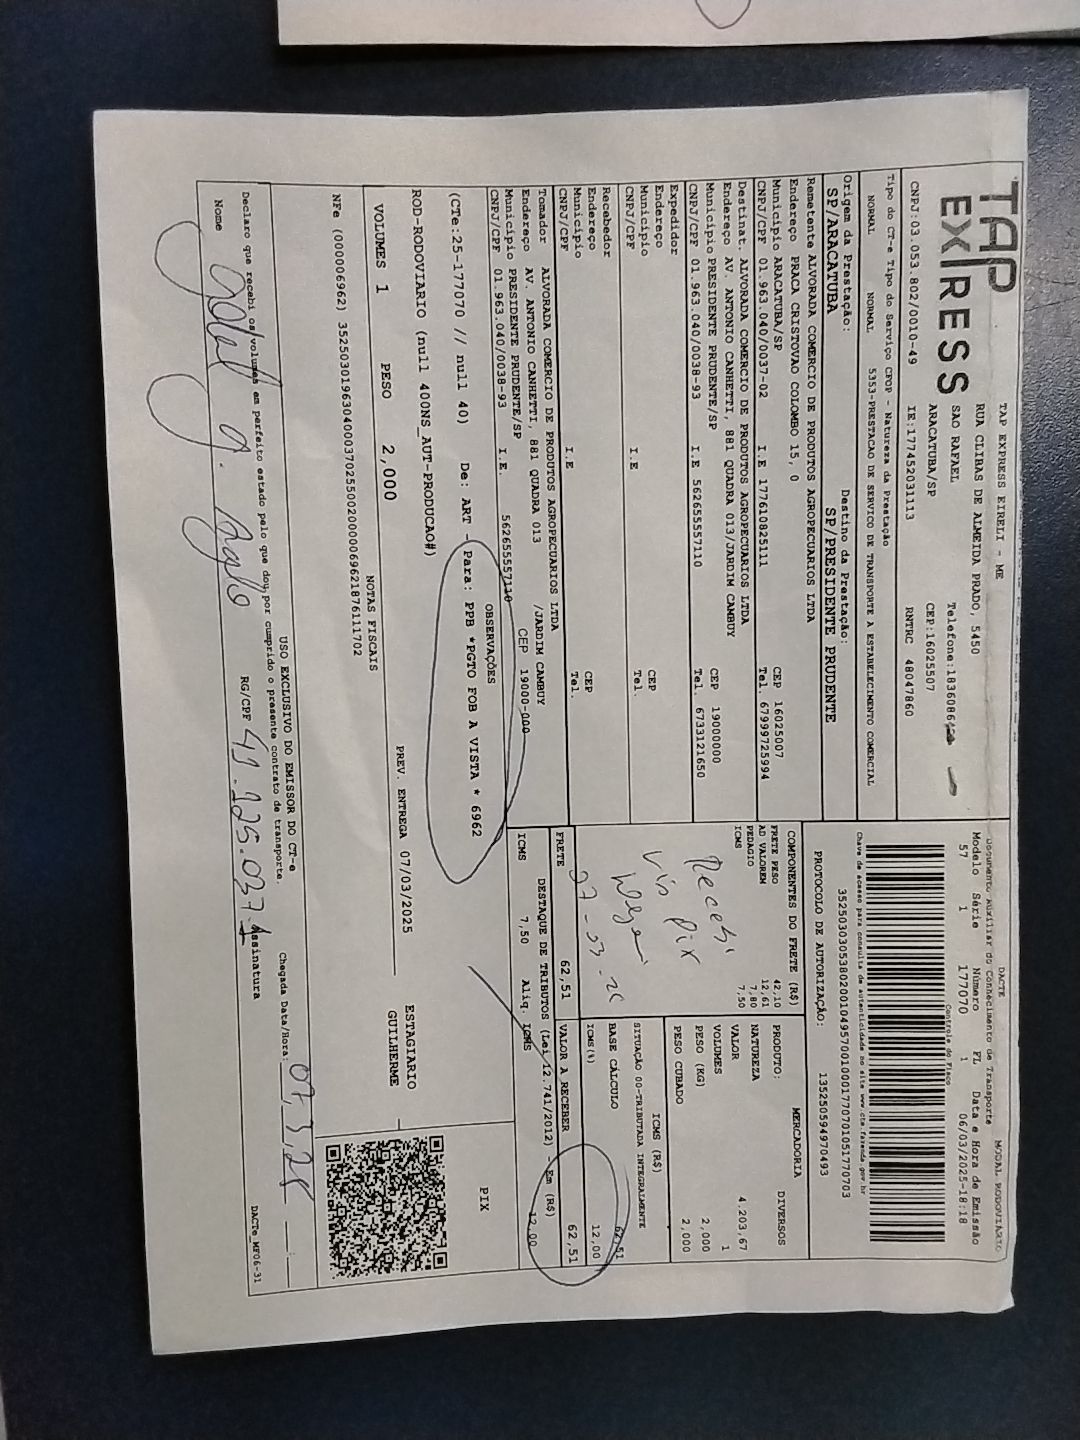 TAP
EXPRESS
TAP EXPRESS EIRELI - ME
RUA CLIBAS DE ALMEIDA PRADO, 5450
SAO RAFAEL
ARACATUBA/SP
Telefone:1836086
CEP:16025507
CNPJ:03.053.802/0010-49
IE:177452031113
RNTRC 48047860
DACTE
MODAL RODOVIÁRIO
Documento Auxiliar do Conhecimento de Transporte
Modelo Série Número FL Data e Hora de Emissão
57 1 177070 1 06/03/2025-18:18
Controle do Fisco
Chave de acesso para consulta de autenticidade no site www.cte.fazenda.gov.br
35250303053802001049570010001770701051770703
PROTOCOLO DE AUTORIZAÇÃO: 135250594970493
Tipo do CT-e Tipo do Serviço CFOP - Natureza da Prestação
NORMAL NORMAL 5353-PRESTACAO DE SERVICO DE TRANSPORTE A ESTABELECIMENTO COMERCIAL
Origem da Prestação: Destino da Prestação:
SP/ARACATUBA SP/PRESIDENTE PRUDENTE
Remetente ALVORADA COMERCIO DE PRODUTOS AGROPECUARIOS LTDA
Endereço PRACA CRISTOVAO COLOMBO 15, 0
Município ARACATUBA/SP CEP 16025007
CNPJ/CPF 01.963.040/0037-02 I.E 177610825111 Tel. 67999725994
Destinat. ALVORADA COMERCIO DE PRODUTOS AGROPECUARIOS LTDA
Endereço AV. ANTONIO CANHETTI, 881 QUADRA 013/JARDIM CAMBUY
Município PRESIDENTE PRUDENTE/SP CEP 19000000
CNPJ/CPF 01.963.040/0038-93 I.E 562655557110 Tel. 6733121650
Expedidor
Endereço
Município CEP
CNPJ/CPF I.E Tel.
Recebedor
Endereço
Município CEP
CNPJ/CPF I.E Tel.
Tomador ALVORADA COMERCIO DE PRODUTOS AGROPECUARIOS LTDA
Endereço AV. ANTONIO CANHETTI, 881 QUADRA 013 /JARDIM CAMBUY
Município PRESIDENTE PRUDENTE/SP CEP 19000-000
CNPJ/CPF 01.963.040/0038-93 I.E. 562655557110
COMPONENTES DO FRETE (R$)
FRETE PESO 42,10
AD VALOREM 12,61
PEDAGIO 7,80
ICMS 7,50
Recebi
via Pix
07-03-25
MERCADORIA
PRODUTO: DIVERSOS
NATUREZA
VALOR 4.203,67
VOLUMES 1
PESO (KG) 2,000
PESO CUBADO 2,000
ICMS (R$)
SITUAÇÃO 00-TRIBUTADA INTEGRALMENTE
BASE CÁLCULO 62,51
ICMS(%) 12,00
FRETE 62,51 VALOR A RECEBER 62,51
DESTAQUE DE TRIBUTOS (Lei 12.741/2012) - Em (R$)
ICMS 7,50 Aliq. ICMS 12,00
OBSERVAÇÕES
(CTe:25-177070 // null 40) De: ART - Para: PPB *PGTO FOB A VISTA * 6962
ROD-RODOVIARIO (null 400NS_AUT-PRODUCAO#)
PIX
VOLUMES 1 PESO 2,000 PREV. ENTREGA 07/03/2025
ESTAGIARIO
GUILHERME
NOTAS FISCAIS
NFe (000006962) 35250301963040003702550020000069621876111702
USO EXCLUSIVO DO EMISSOR DO CT-e
Declaro que recebi os volumes em perfeito estado pelo que dou por cumprido o presente contrato de transporte.
Chegada Data/Hora: 07, 3, 25 :
Nome RG/CPF 41.125.037-1 Assinatura
DACTe_MF06-31